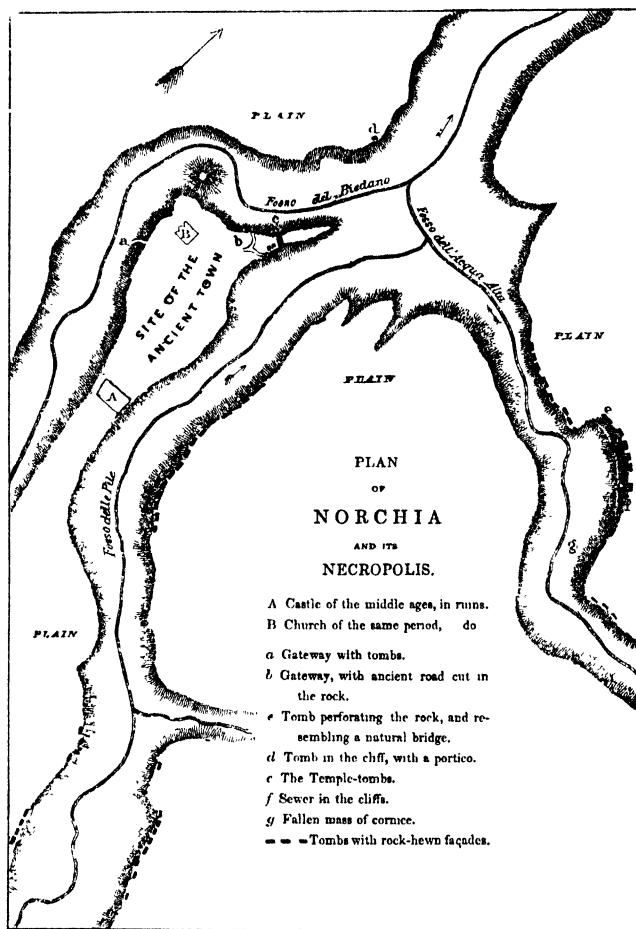 PLAIN
d
Fosso del Biedano
c
a
B
b
SITE OF THE
ANCIENT TOWN
Fosso dell'Acqua Alta
PLAIN
PLAIN
A
e
Fosso delle Pile
g
PLAIN
PLAN
OF
NORCHIA
AND ITS
NECROPOLIS.
A Castle of the middle ages, in ruins.
B Church of the same period, do
a Gateway with tombs.
b Gateway, with ancient road cut in
the rock.
c Tomb perforating the rock, and re-
sembling a natural bridge.
d Tomb in the cliff, with a portico.
e The Temple-tombs.
f Sewer in the cliffs.
g Fallen mass of cornice.
Tombs with rock-hewn façades.